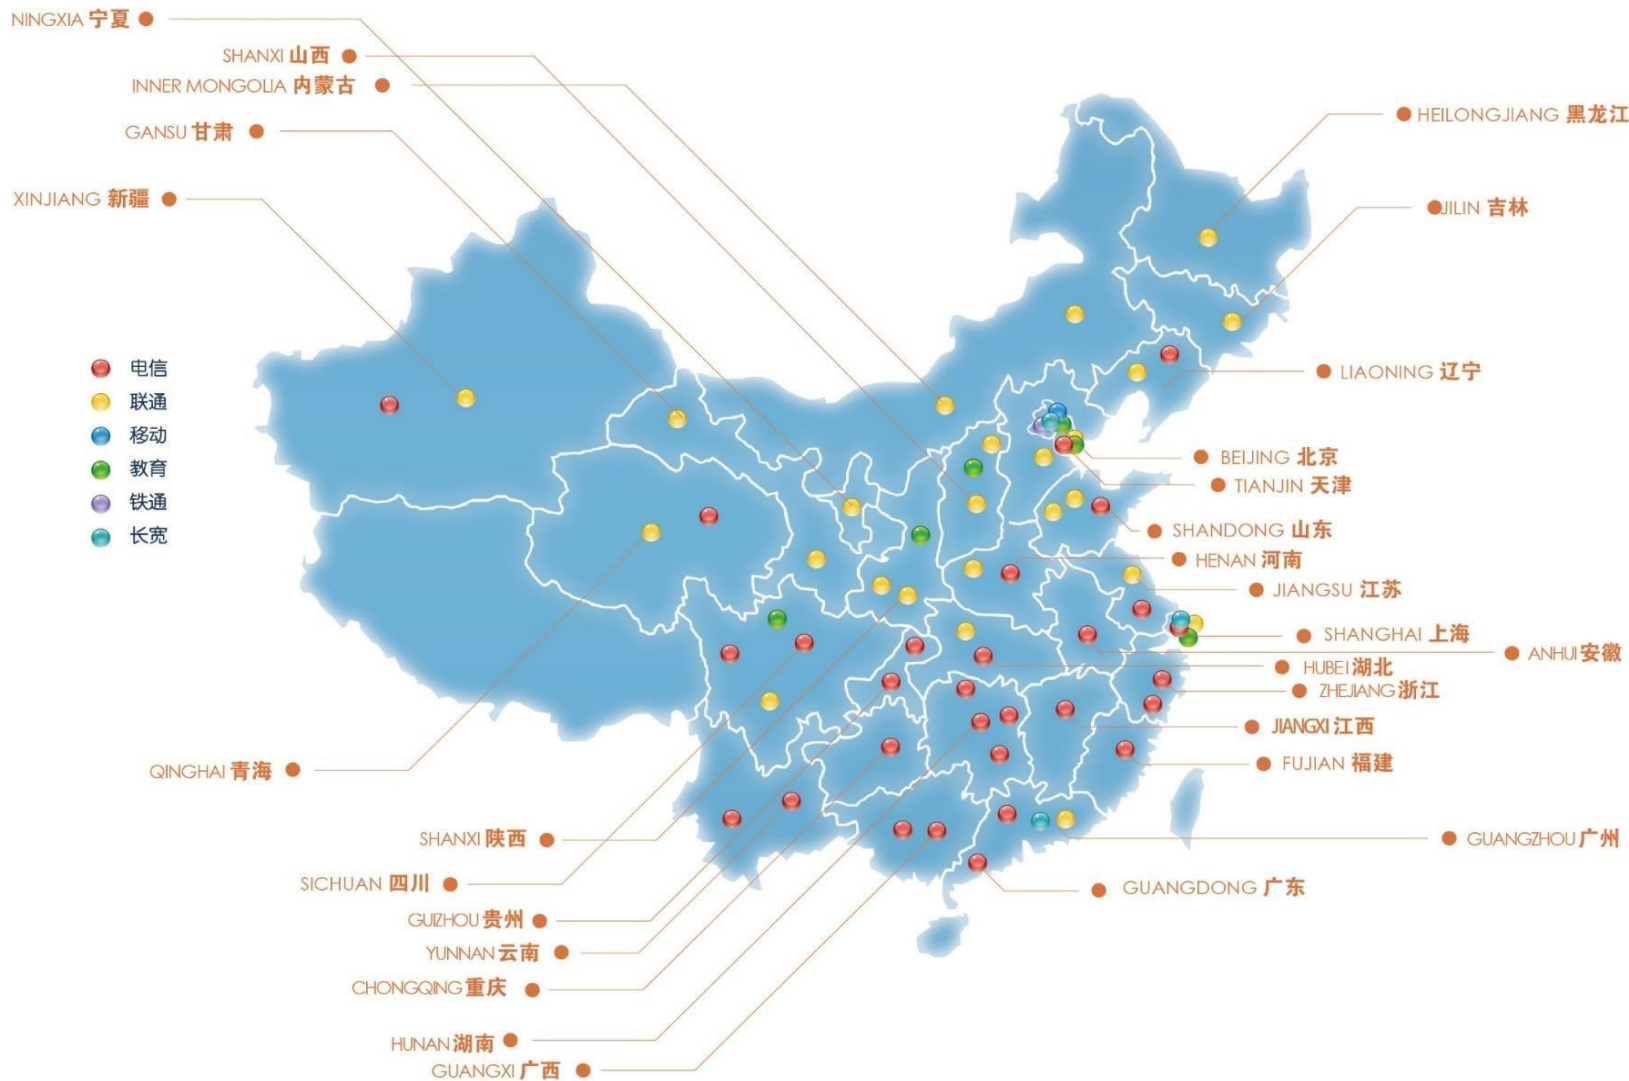 NINGXIA 宁夏
SHANXI 山西
INNER MONGOLIA 内蒙古
GANSU 甘肃
XINJIANG 新疆
HEILONGJIANG 黑龙江
JILIN 吉林
LIAONING 辽宁
电信
联通
移动
教育
铁通
长宽
BEIJING 北京
TIANJIN 天津
SHANDONG 山东
HENAN 河南
JIANGSU 江苏
SHANGHAI 上海
ANHUI 安徽
HUBEI 湖北
ZHEJIANG 浙江
JIANGXI 江西
FUJIAN 福建
QINGHAI 青海
SHANXI 陕西
GUANGZHOU 广州
SICHUAN 四川
GUANGDONG 广东
GUIZHOU 贵州
YUNNAN 云南
CHONGQING 重庆
HUNAN 湖南
GUANGXI 广西